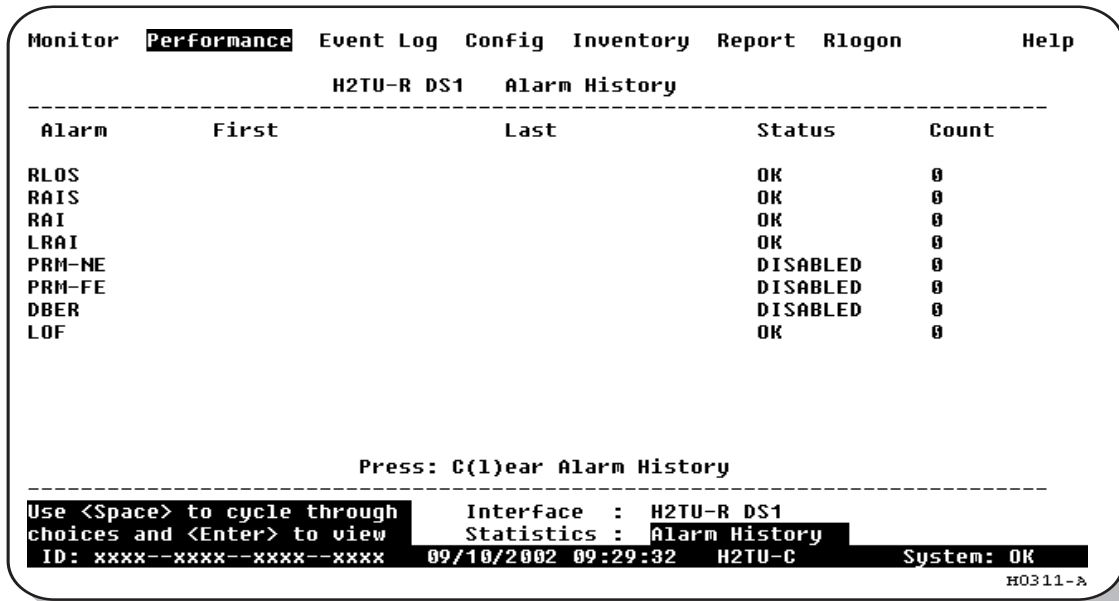 Monitor Performance Event Log Config Inventory Report Rlogon Help
H2TU-R DS1 Alarm History
Alarm First Last Status Count
RLOS OK 0
RAIS OK 0
RAI OK 0
LRAI OK 0
PRM-NE DISABLED 0
PRM-FE DISABLED 0
DBER DISABLED 0
LOF OK 0
Press: C(l)ear Alarm History
Use <Space> to cycle through Interface : H2TU-R DS1
choices and <Enter> to view Statistics : Alarm History
ID: xxxx--xxxx--xxxx--xxxx 09/10/2002 09:29:32 H2TU-C System: OK
H0311-A